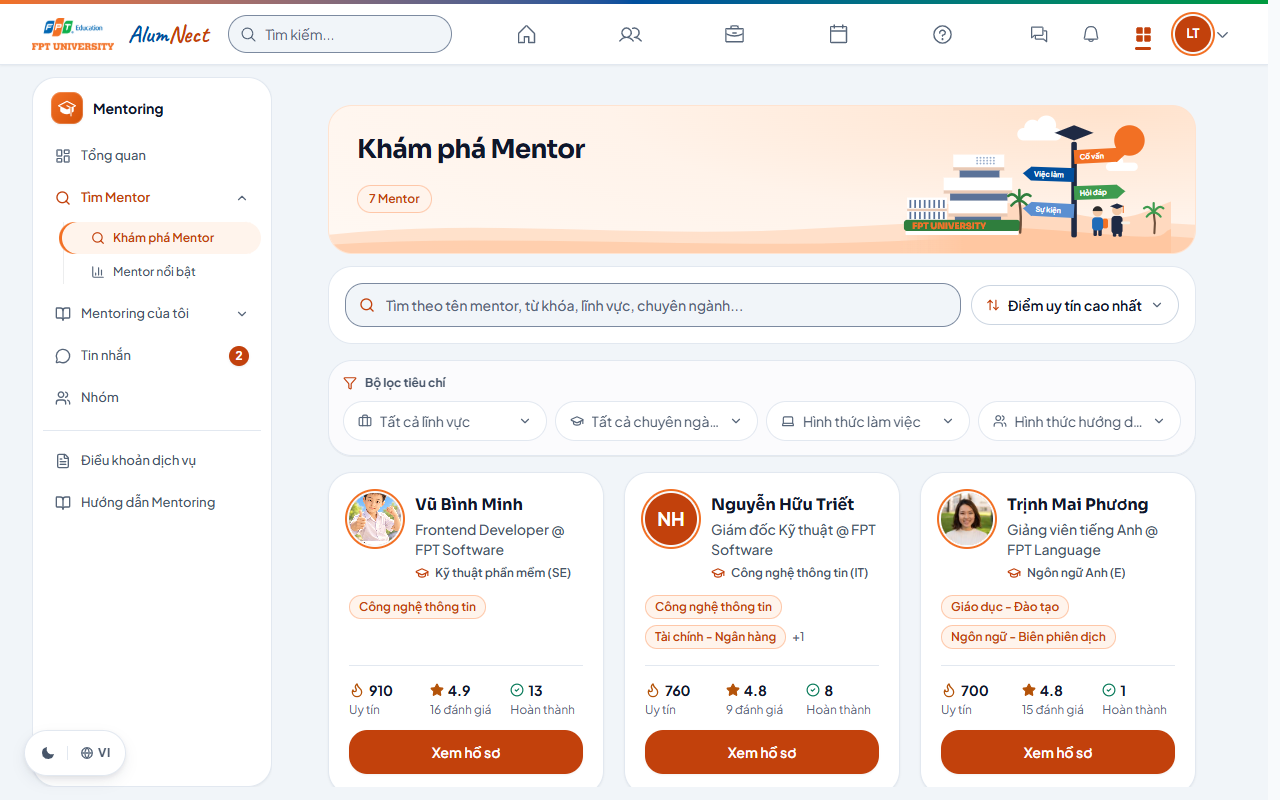 FPT Education
FPT UNIVERSITY
AlumNect
Tìm kiếm...
LT
Mentoring
Tổng quan
Tìm Mentor
Khám phá Mentor
Mentor nổi bật
Mentoring của tôi
Tin nhắn
2
Nhóm
Điều khoản dịch vụ
Hướng dẫn Mentoring
VI
Khám phá Mentor
7 Mentor
Cố vấn
Việc làm
Hỏi đáp
Sự kiện
FPT UNIVERSITY
Tìm theo tên mentor, từ khóa, lĩnh vực, chuyên ngành...
Điểm uy tín cao nhất
Bộ lọc tiêu chí
Tất cả lĩnh vực
Tất cả chuyên ngà...
Hình thức làm việc
Hình thức hướng d...
Vũ Bình Minh
Frontend Developer @
FPT Software
Kỹ thuật phần mềm (SE)
Công nghệ thông tin
910
4.9
13
Uy tín
16 đánh giá
Hoàn thành
Xem hồ sơ
NH
Nguyễn Hữu Triết
Giám đốc Kỹ thuật @ FPT
Software
Công nghệ thông tin (IT)
Công nghệ thông tin
Tài chính - Ngân hàng
+1
760
4.8
8
Uy tín
9 đánh giá
Hoàn thành
Xem hồ sơ
Trịnh Mai Phương
Giảng viên tiếng Anh @
FPT Language
Ngôn ngữ Anh (E)
Giáo dục - Đào tạo
Ngôn ngữ - Biên phiên dịch
700
4.8
1
Uy tín
15 đánh giá
Hoàn thành
Xem hồ sơ